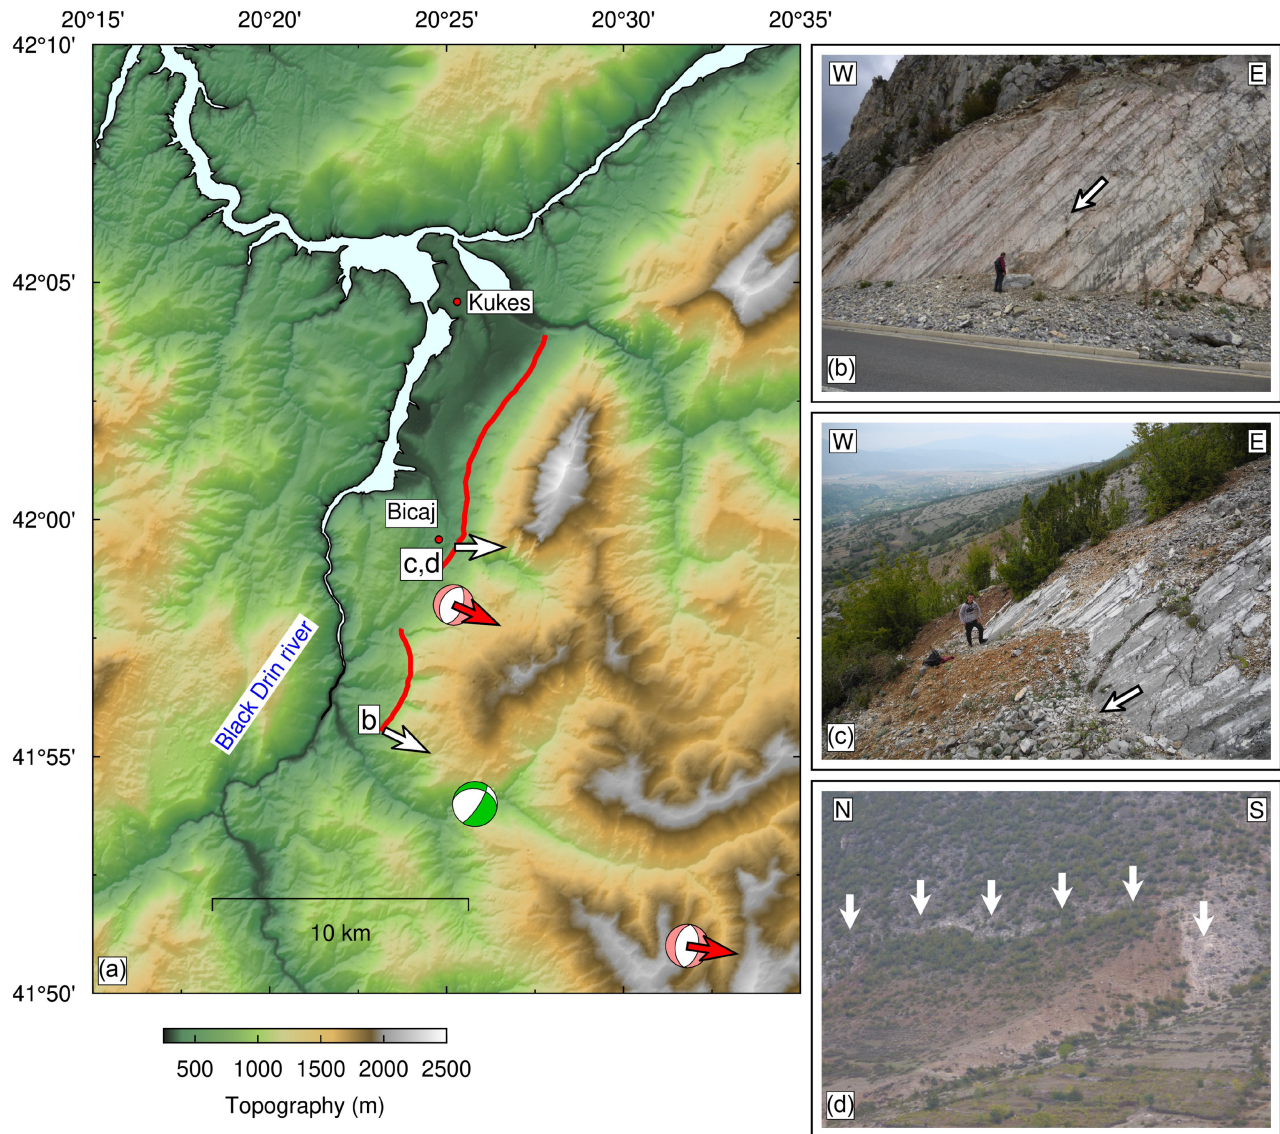 20°15' 20°20' 20°25' 20°30' 20°35'
42°10'
42°05'
42°00'
41°55'
41°50'
Kukes
Bicaj
c,d
b
Black Drin river
10 km
(a)
500 1000 1500 2000 2500
Topography (m)
W E
(b)
W E
(c)
N S
(d)